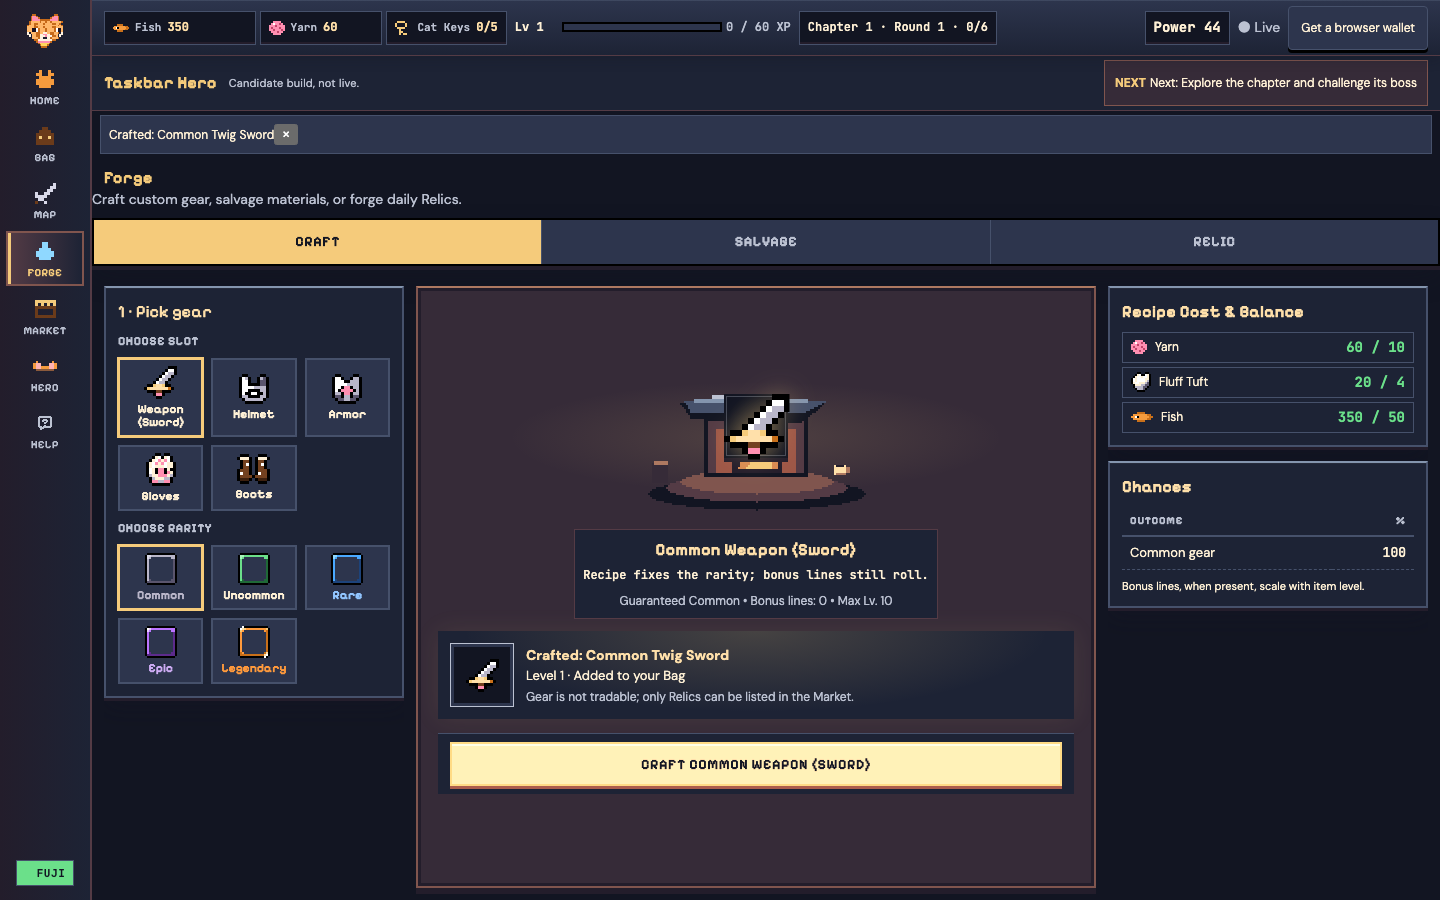 Fish 350
Yarn 60
Cat Keys 0/5
Lv 1
0 / 60 XP
Chapter 1 · Round 1 · 0/6
Power 44
Live
Get a browser wallet
HOME
BAG
MAP
FORGE
MARKET
HERO
HELP
FUJI
Taskbar Hero
Candidate build, not live.
NEXT Next: Explore the chapter and challenge its boss
Crafted: Common Twig Sword ×
Forge
Craft custom gear, salvage materials, or forge daily Relics.
CRAFT
SALVAGE
RELIC
1 · Pick gear
CHOOSE SLOT
Weapon
(Sword)
Helmet
Armor
Gloves
Boots
CHOOSE RARITY
Common
Uncommon
Rare
Epic
Legendary
Common Weapon (Sword)
Recipe fixes the rarity; bonus lines still roll.
Guaranteed Common • Bonus lines: 0 • Max Lv. 10
Crafted: Common Twig Sword
Level 1 · Added to your Bag
Gear is not tradable; only Relics can be listed in the Market.
CRAFT COMMON WEAPON (SWORD)
Recipe Cost & Balance
Yarn 60 / 10
Fluff Tuft 20 / 4
Fish 350 / 50
Chances
OUTCOME %
Common gear 100
Bonus lines, when present, scale with item level.